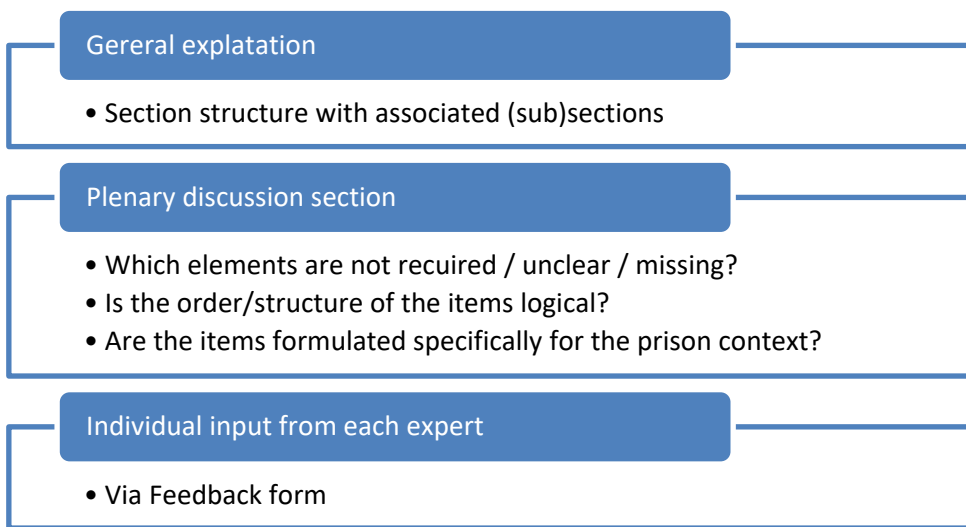 Gereral explatation
• Section structure with associated (sub)sections
Plenary discussion section
• Which elements are not recuired / unclear / missing?
• Is the order/structure of the items logical?
• Are the items formulated specifically for the prison context?
Individual input from each expert
• Via Feedback form